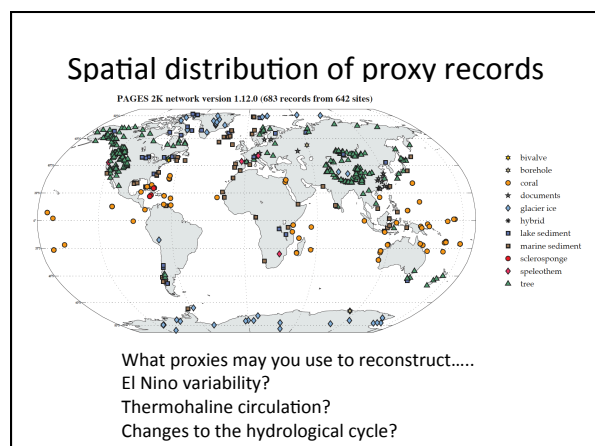 Spatial distribution of proxy records
PAGES 2K network version 1.12.0 (683 records from 642 sites)
bivalve
borehole
coral
documents
glacier ice
hybrid
lake sediment
marine sediment
sclerosponge
speleothem
tree
What proxies may you use to reconstruct…..
El Nino variability?
Thermohaline circulation?
Changes to the hydrological cycle?